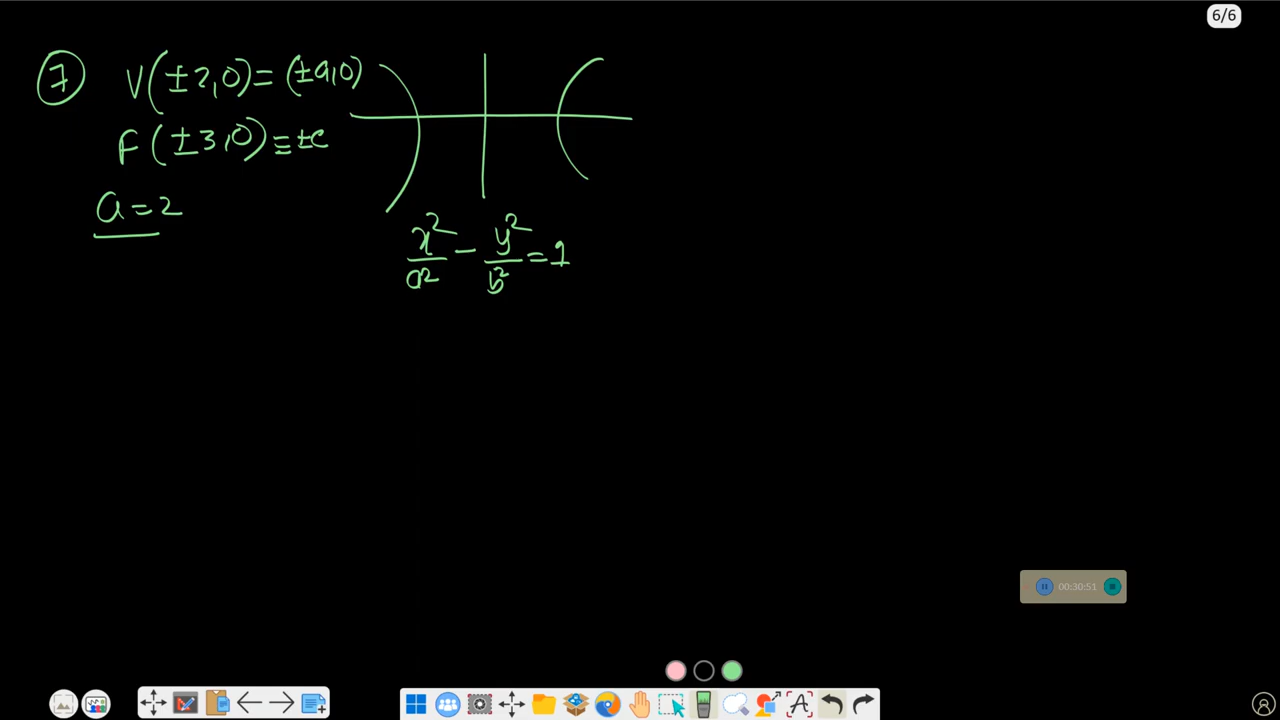 6/6
7 V(±2,0)=(±a,0)
F(±3,0)≡±c
a=2
x²/a² - y²/b² = 1
00:30:51